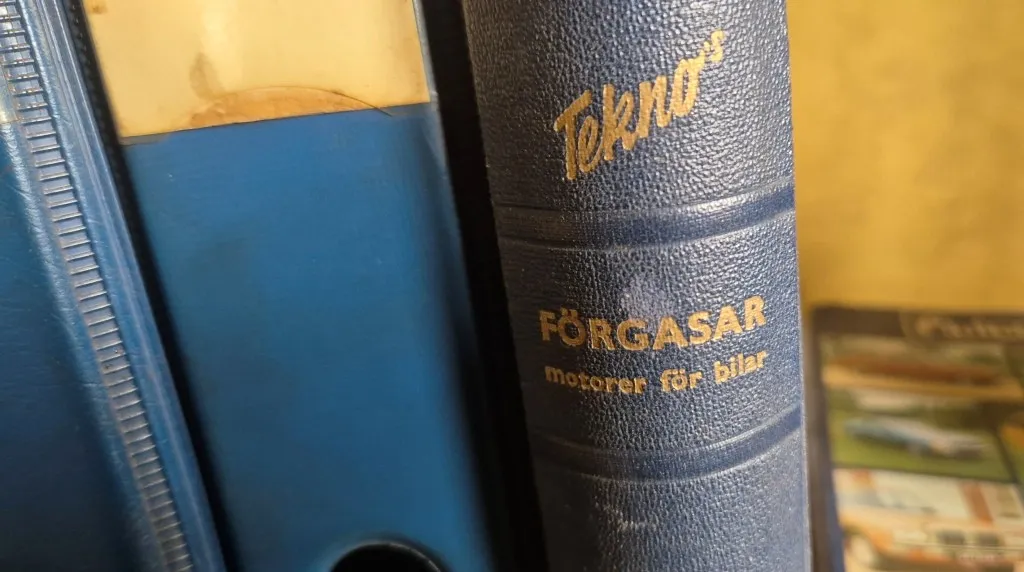 Tekno's
FÖRGASAR
motorer för bilar